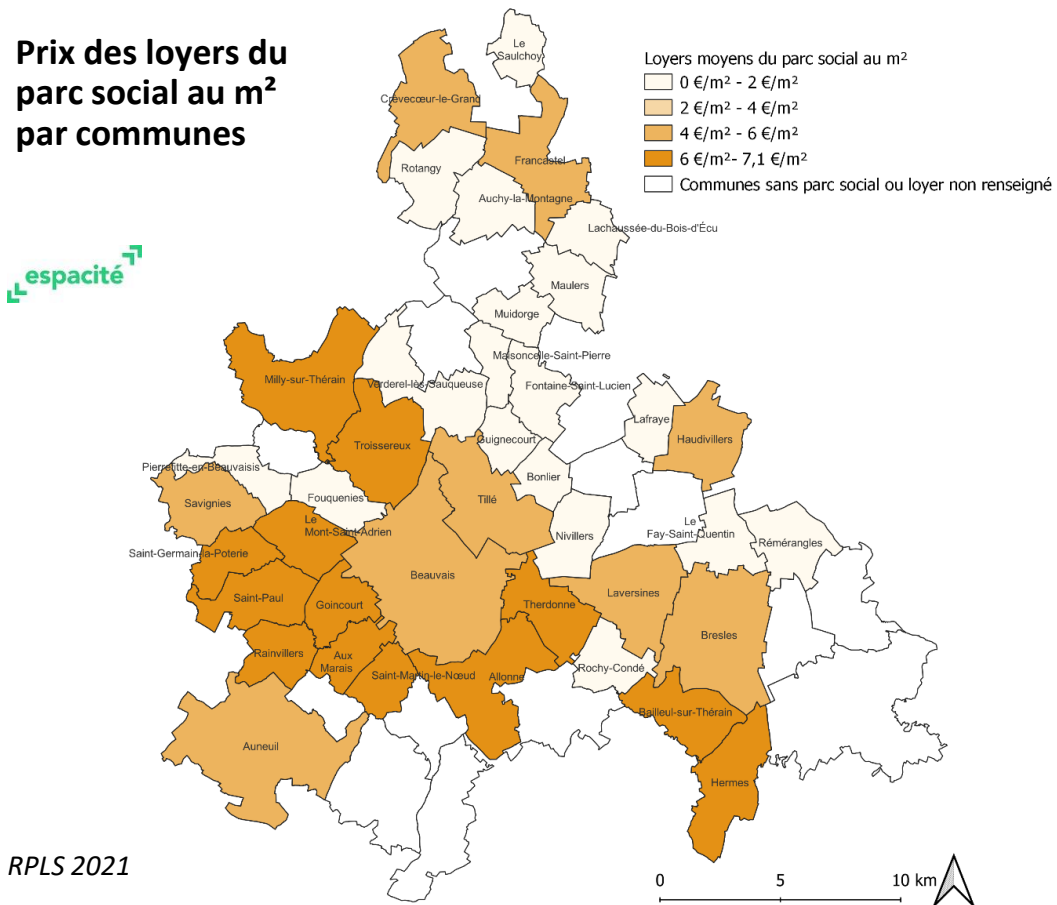 Prix des loyers du
parc social au m²
par communes
Loyers moyens du parc social au m²
0 €/m² - 2 €/m²
2 €/m² - 4 €/m²
4 €/m² - 6 €/m²
6 €/m²- 7,1 €/m²
Communes sans parc social ou loyer non renseigné
espacité
Le
Saulchoy
Crèvecœur-le-Grand
Francastel
Rotangy
Auchy-la-Montagne
Lachaussée-du-Bois-d'Écu
Maulers
Muidorge
Maisoncelle-Saint-Pierre
Milly-sur-Thérain
Verderel-lès-Sauqueuse
Fontaine-Saint-Lucien
Lafraye
Troissereux
Guignecourt
Haudivillers
Pierrefitte-en-Beauvaisis
Bonlier
Savignies
Fouquenies
Tillé
Le
Mont-Saint-Adrien
Nivillers
Le
Fay-Saint-Quentin
Rémérangles
Saint-Germain-la-Poterie
Beauvais
Saint-Paul
Goincourt
Therdonne
Laversines
Bresles
Rainvillers
Aux
Marais
Saint-Martin-le-Nœud
Allonne
Rochy-Condé
Bailleul-sur-Thérain
Auneuil
Hermes
RPLS 2021
0 5 10 km